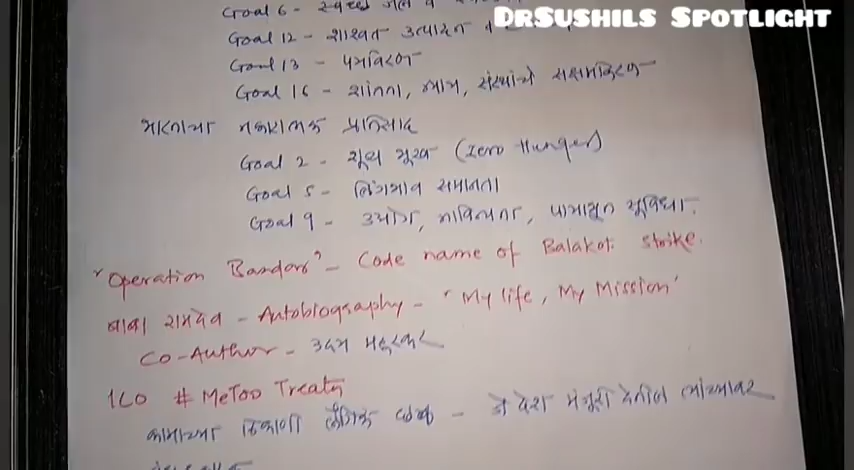 DRSUSHILS SPOTLIGHT
Goal 6 - स्वच्छ जल व
Goal 12 - शाश्वत उत्पादन व
Goal 13 - पर्यावरण
Goal 16 - शांतता, न्याय, संस्थांचे सक्षमीकरण
भारताचा नकारात्मक प्रतिसाद
Goal 2 - शून्य भूख (Zero Hunger)
Goal 5 - लिंगभाव समानता
Goal 9 - उद्योग, नाविन्यता, पायाभूत सुविधा.
"Operation Bandar" - Code name of Balakot strike.
बाबा रामदेव - Autobiography - 'My life, My Mission'
Co-Author - उदय माहूरकर
ILO # MeToo Treaty
कामाच्या ठिकाणी लैंगिक छळ - जे देश मंजूरी देतील त्यांच्यावर